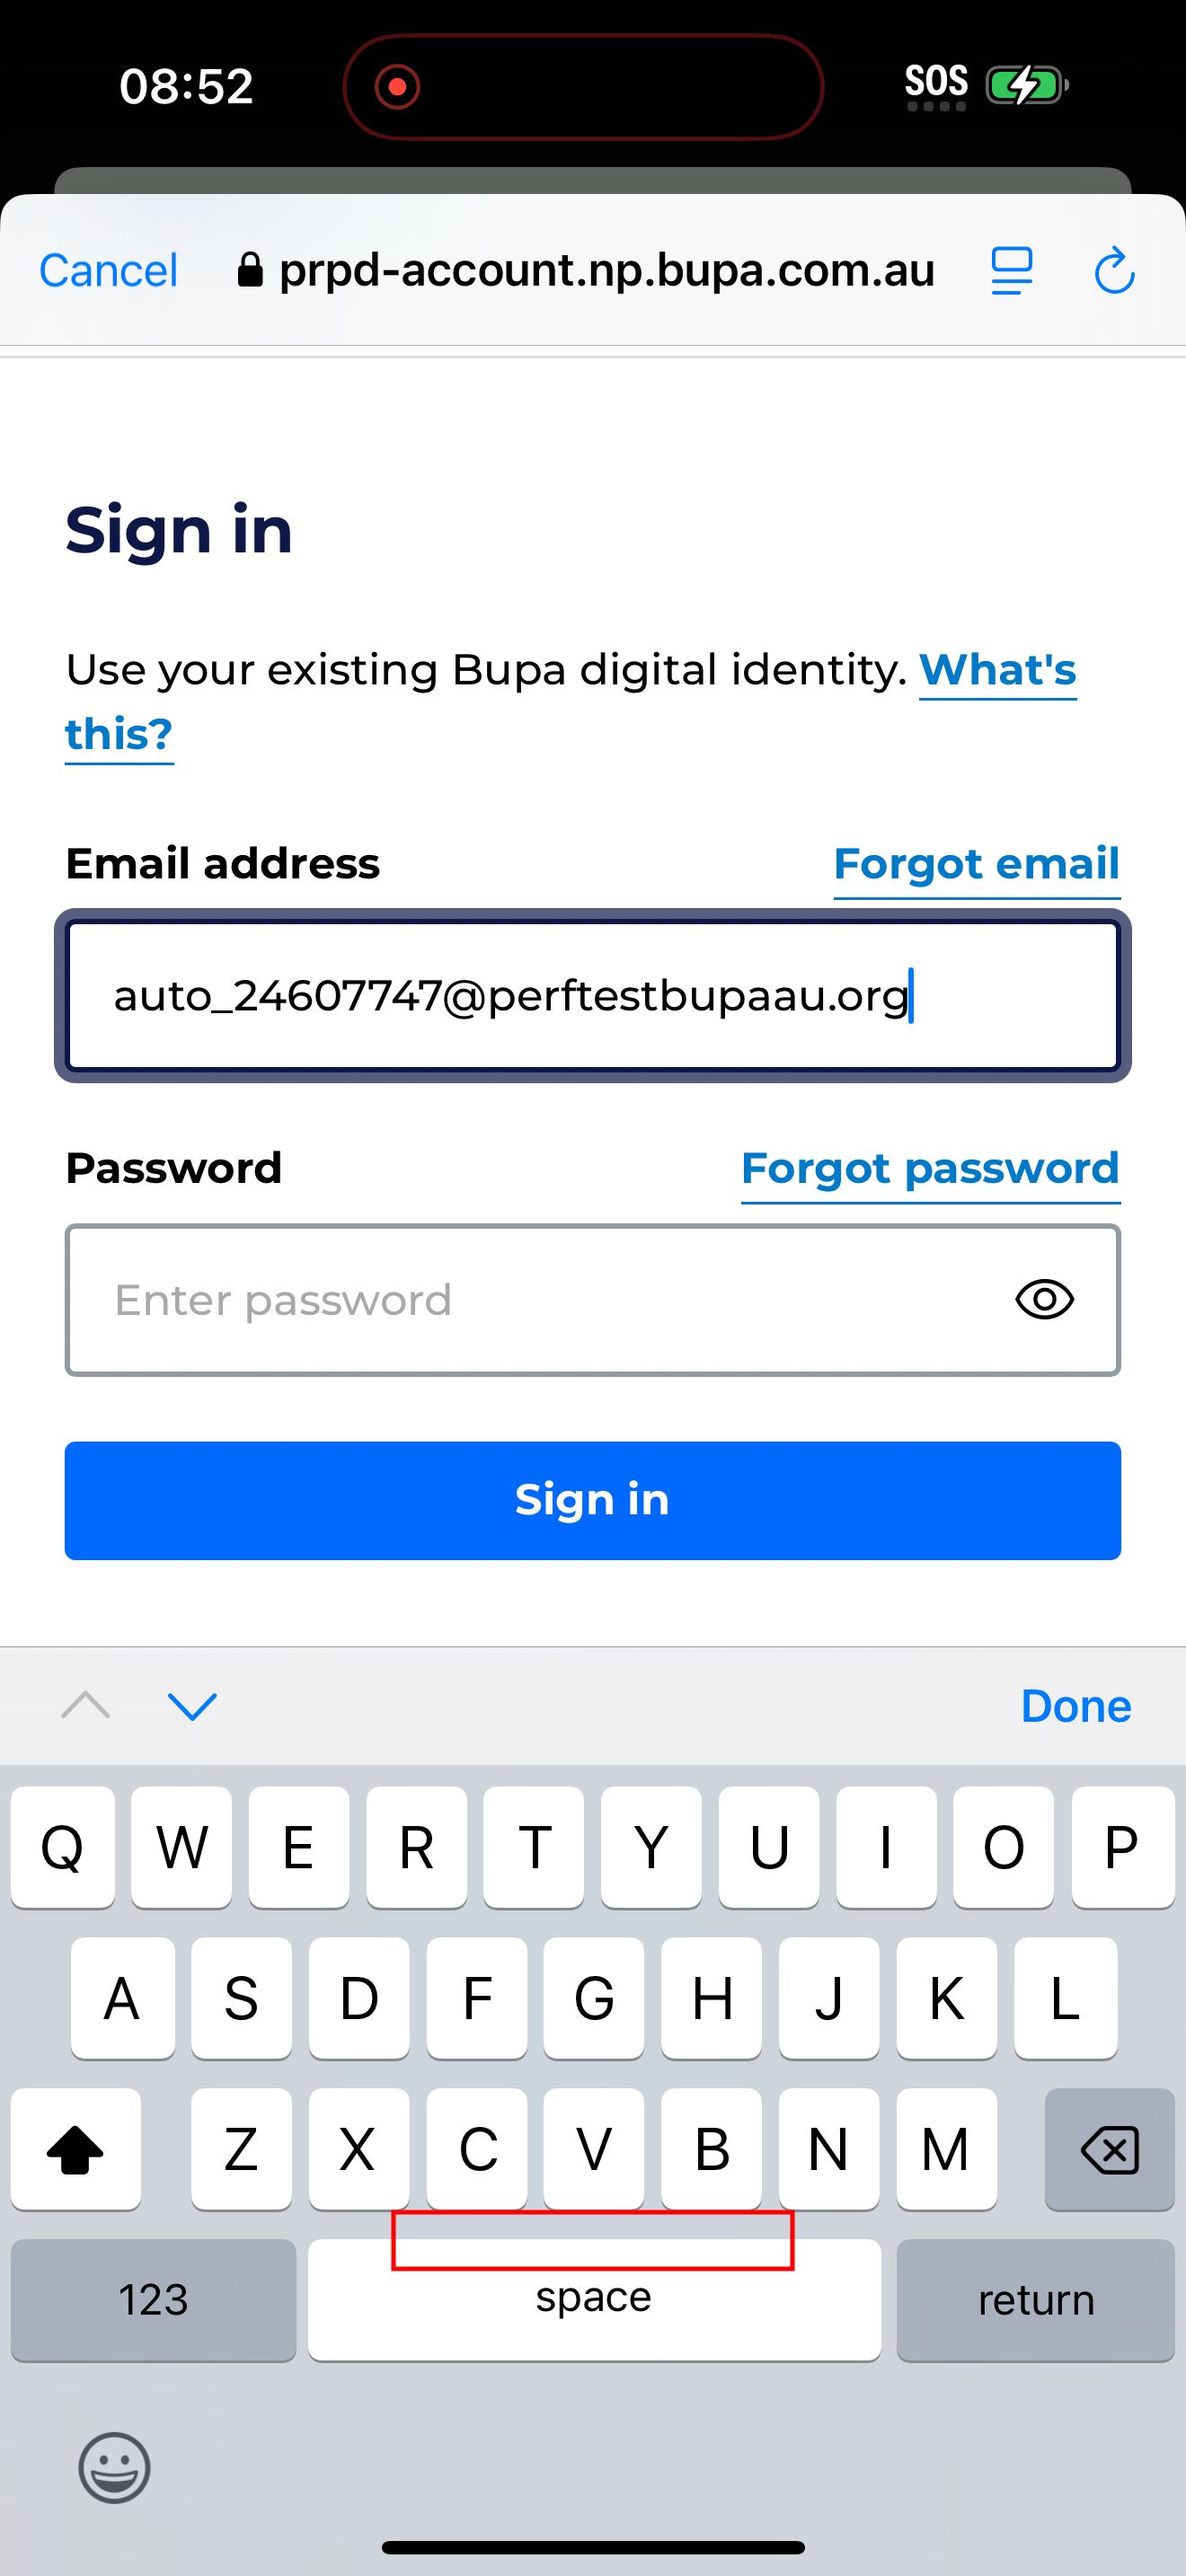 08:52
SOS
Cancel
prpd-account.np.bupa.com.au
Sign in
Use your existing Bupa digital identity. What's
this?
Email address
Forgot email
auto_24607747@perftestbupaau.org
Password
Forgot password
Enter password
Sign in
Done
Q W E R T Y U I O P
A S D F G H J K L
Z X C V B N M
123 space return